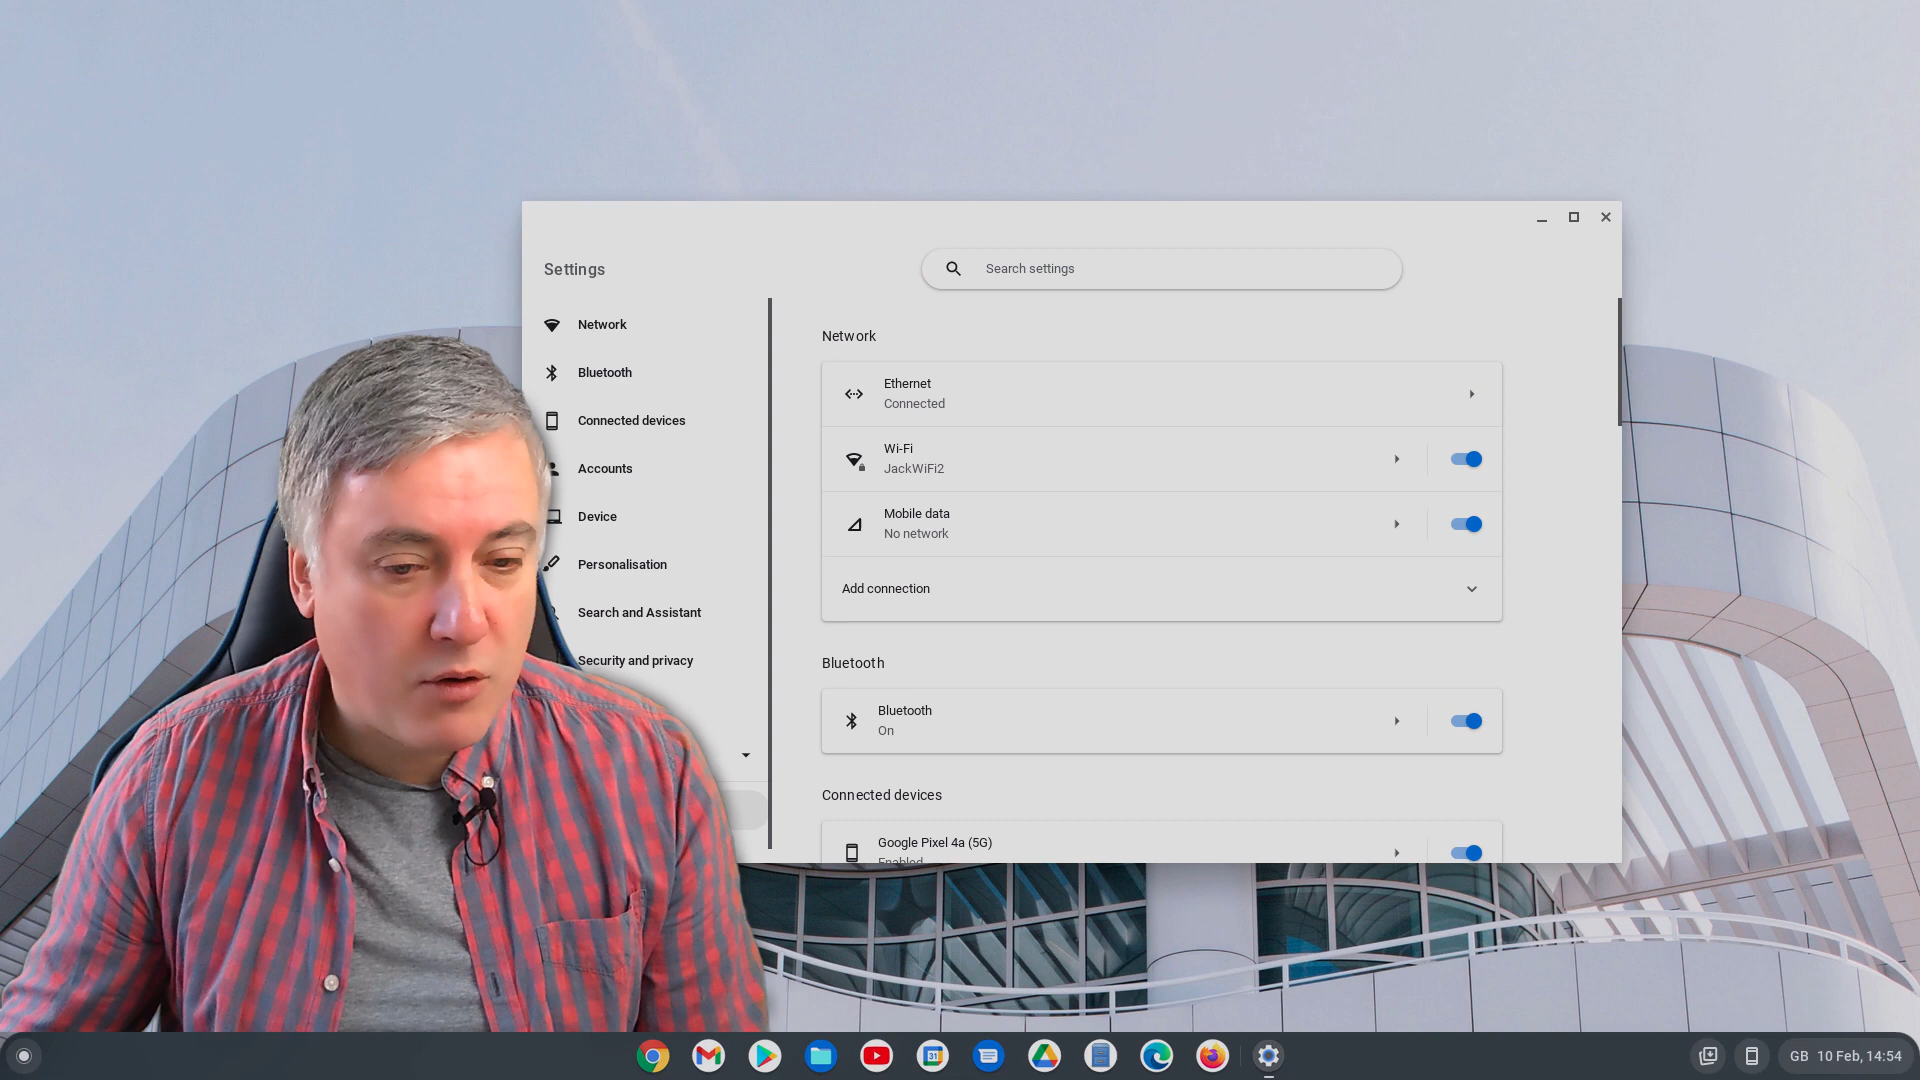 Settings
Search settings
Network
Bluetooth
Connected devices
Accounts
Device
Personalisation
Search and Assistant
Security and privacy
Network
Ethernet
Connected
Wi-Fi
JackWiFi2
Mobile data
No network
Add connection
Bluetooth
Bluetooth
On
Connected devices
Google Pixel 4a (5G)
Enabled
31
GB 10 Feb, 14:54